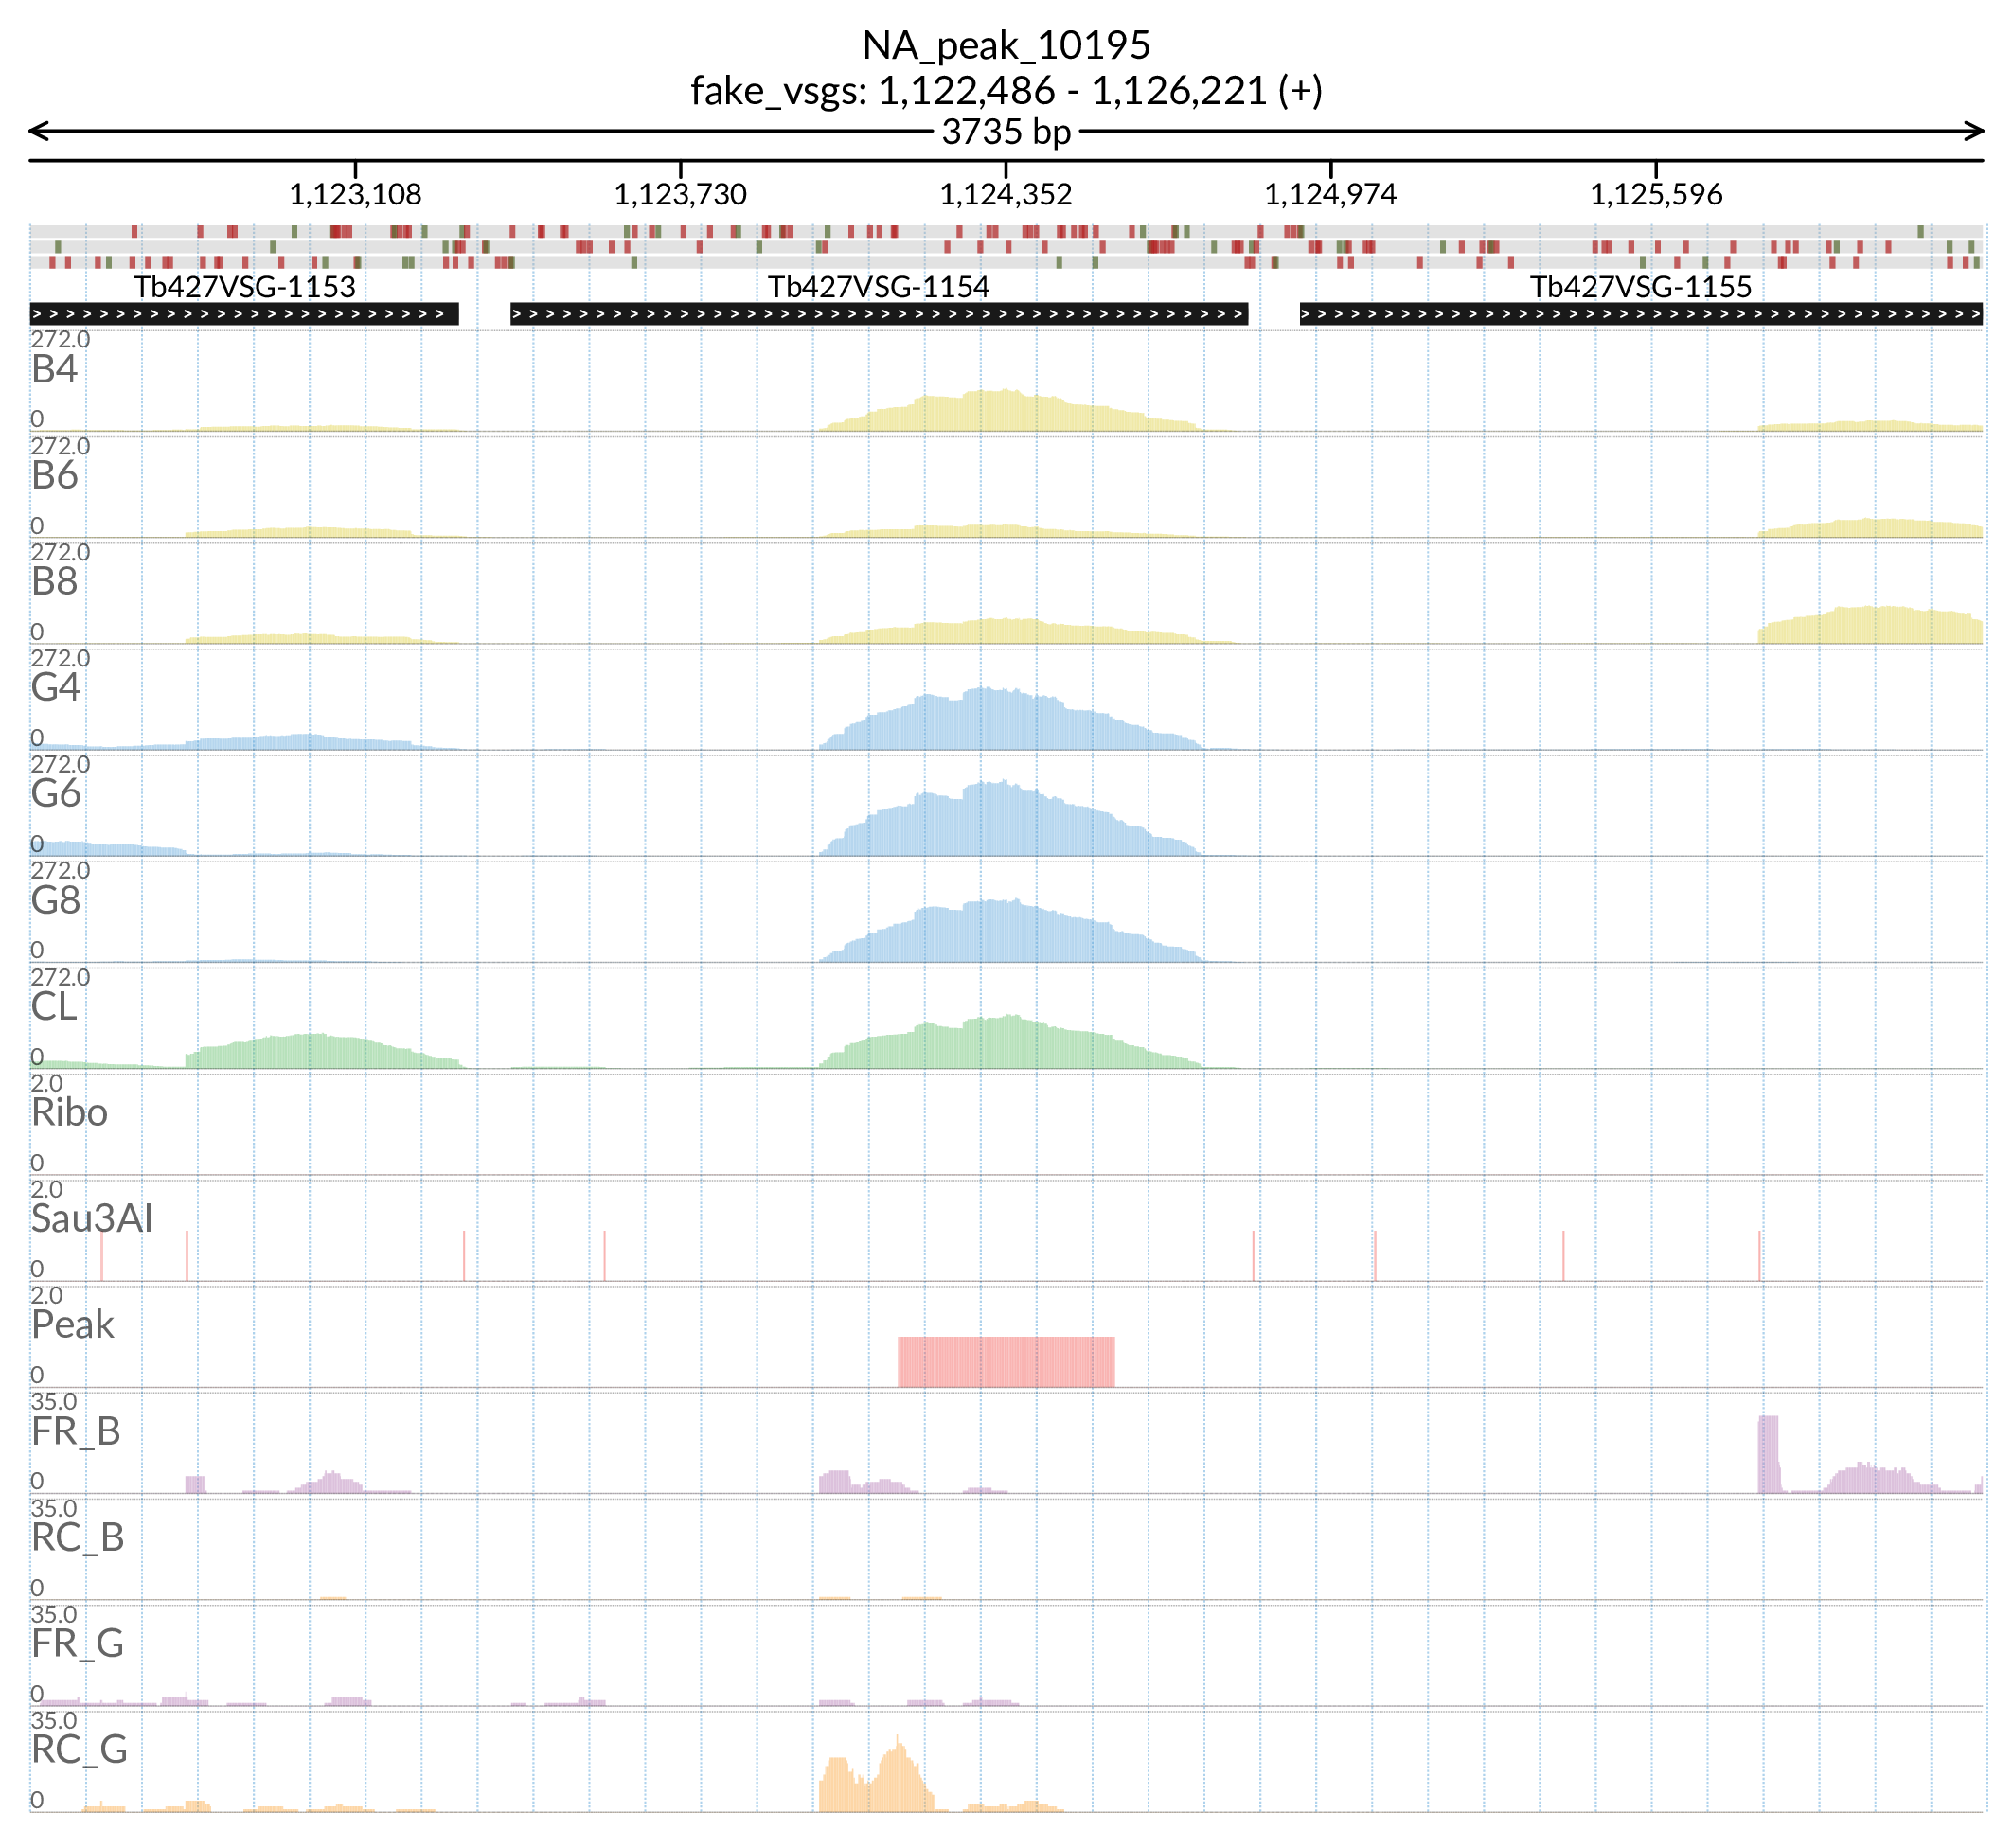 NA_peak_10195
fake_vsgs: 1,122,486 - 1,126,221 (+)
3735 bp
1,123,108 1,123,730 1,124,352 1,124,974 1,125,596
Tb427VSG-1153 Tb427VSG-1154 Tb427VSG-1155
272.0
B4
0
272.0
B6
0
272.0
B8
0
272.0
G4
0
272.0
G6
0
272.0
G8
0
272.0
CL
0
2.0
Ribo
0
2.0
Sau3AI
0
2.0
Peak
0
35.0
FR_B
0
35.0
RC_B
0
35.0
FR_G
0
35.0
RC_G
0